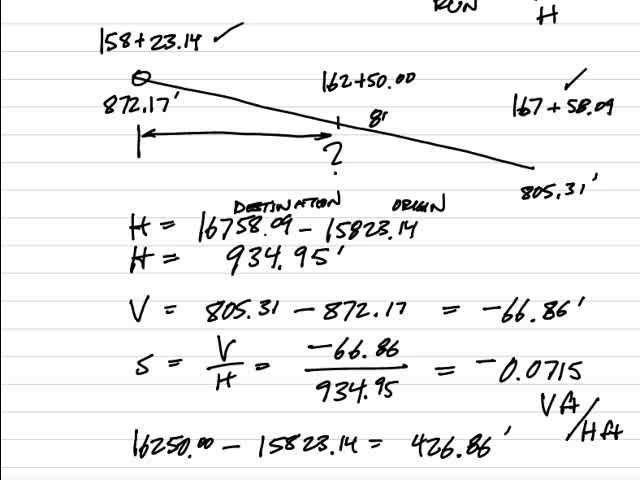 RUN H
158+23.14 ✓
162+50.00
872.17'
8'
167+58.09
?
805.31'
DESTINATION ORIGIN
H = 16758.09 - 15823.14
H = 934.95'
V = 805.31 - 872.17 = -66.86'
S = V/H = -66.86/934.95 = -0.0715
Vft/Hft
16250.00 - 15823.14 = 426.86'